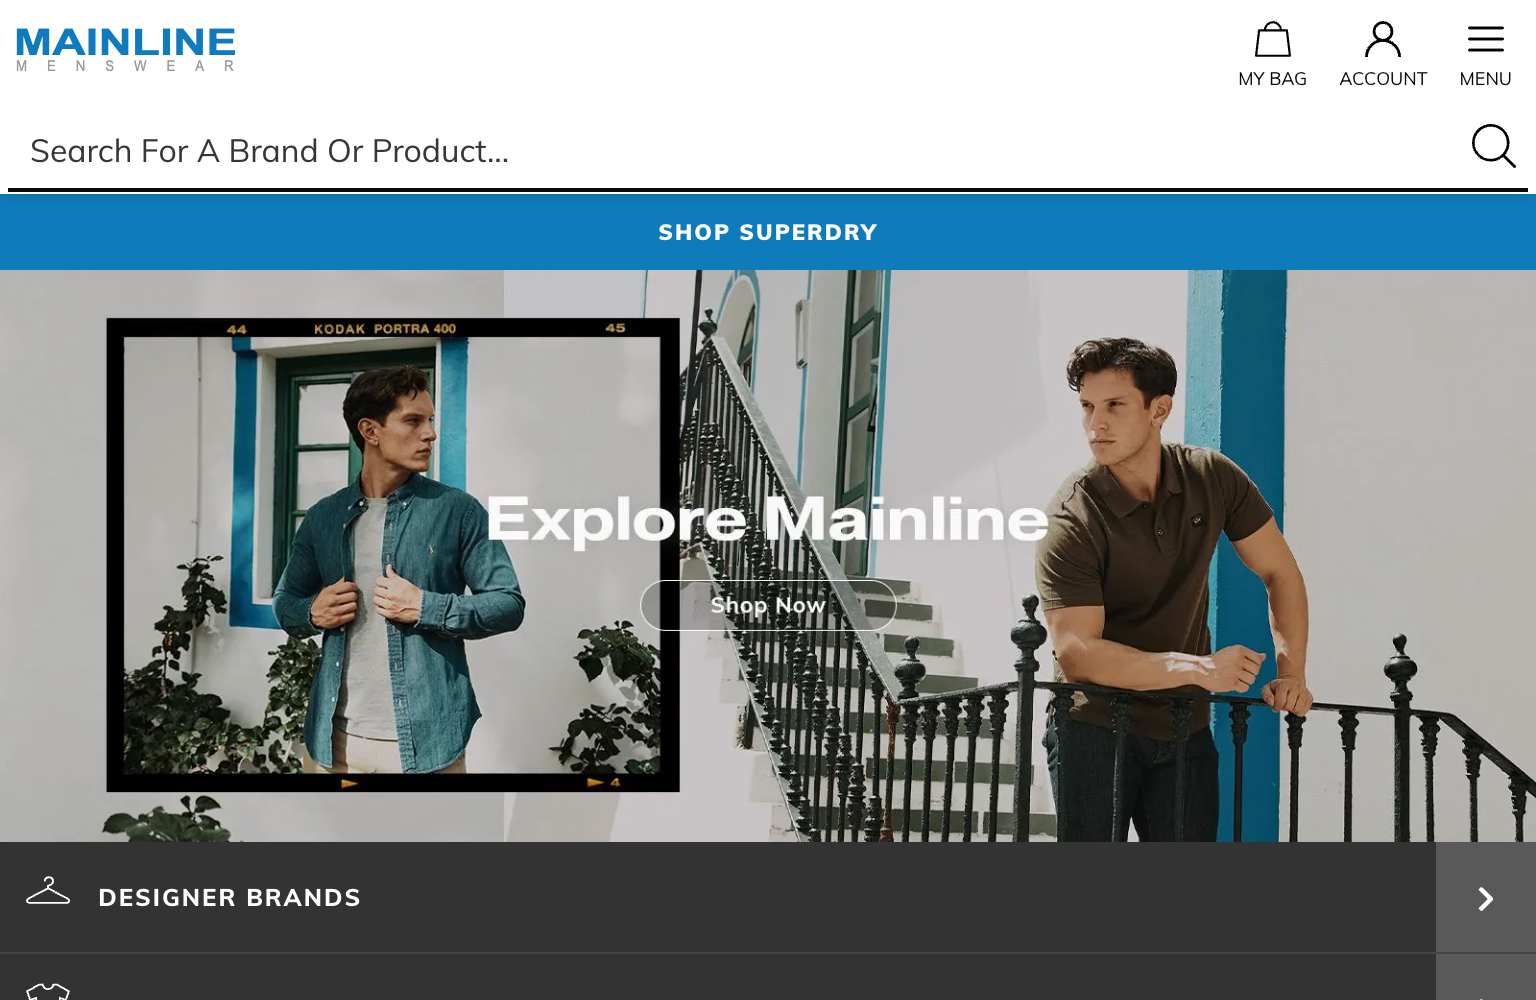 MAINLINE
MENSWEAR
MY BAG
ACCOUNT
MENU
Search For A Brand Or Product...
SHOP SUPERDRY
44 KODAK PORTRA 400 45
Explore Mainline
Shop Now
4
DESIGNER BRANDS